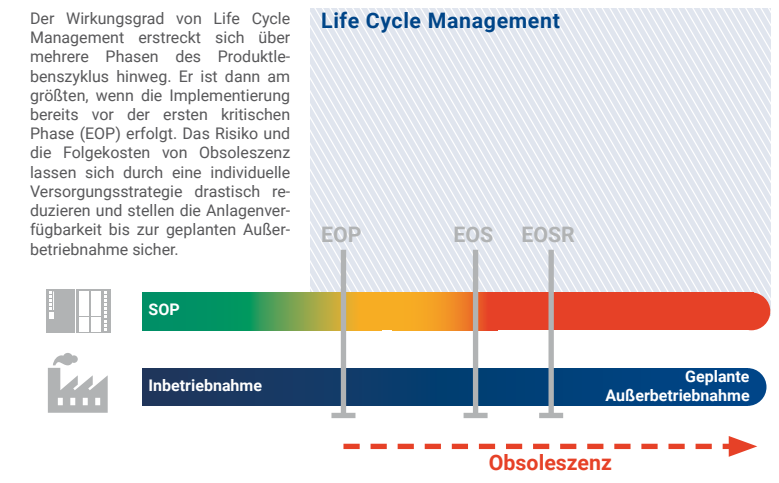 Der Wirkungsgrad von Life Cycle
Management erstreckt sich über
mehrere Phasen des Produktle-
benszyklus hinweg. Er ist dann am
größten, wenn die Implementierung
bereits vor der ersten kritischen
Phase (EOP) erfolgt. Das Risiko und
die Folgekosten von Obsoleszenz
lassen sich durch eine individuelle
Versorgungsstrategie drastisch re-
duzieren und stellen die Anlagenver-
fügbarkeit bis zur geplanten Außer-
betriebnahme sicher.
Life Cycle Management
EOP
EOS
EOSR
SOP
Inbetriebnahme
Geplante
Außerbetriebnahme
Obsoleszenz